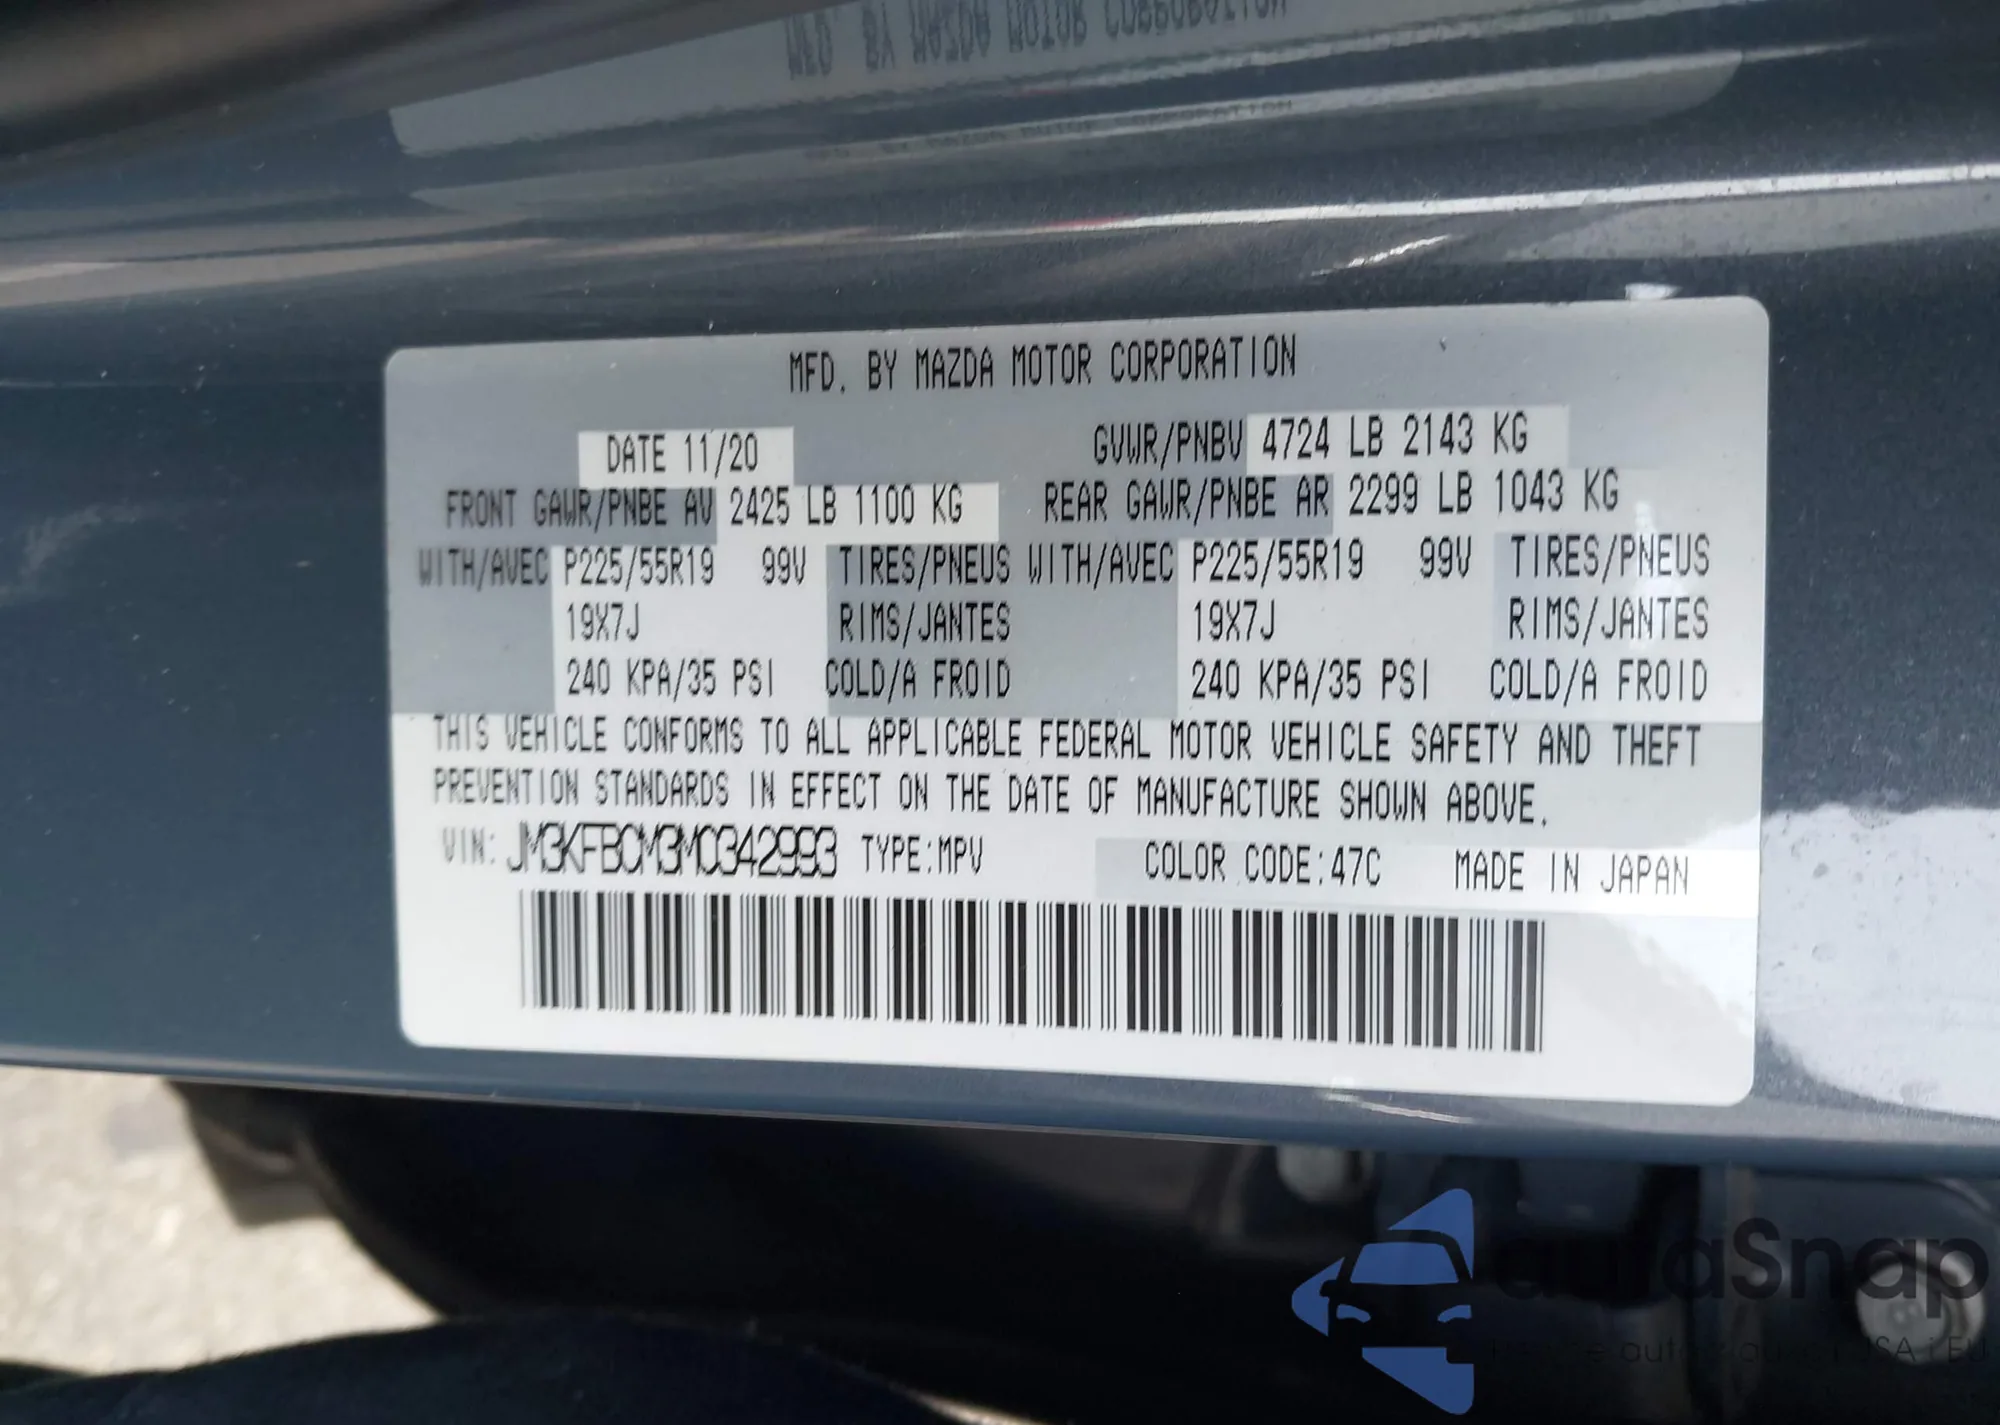 MFD. BY MAZDA MOTOR CORPORATION
DATE 11/20 GVWR/PNBV 4724 LB 2143 KG
FRONT GAWR/PNBE AV 2425 LB 1100 KG REAR GAWR/PNBE AR 2299 LB 1043 KG
WITH/AVEC P225/55R19 99V TIRES/PNEUS WITH/AVEC P225/55R19 99V TIRES/PNEUS
19X7J RIMS/JANTES 19X7J RIMS/JANTES
240 KPA/35 PSI COLD/A FROID 240 KPA/35 PSI COLD/A FROID
THIS VEHICLE CONFORMS TO ALL APPLICABLE FEDERAL MOTOR VEHICLE SAFETY AND THEFT
PREVENTION STANDARDS IN EFFECT ON THE DATE OF MANUFACTURE SHOWN ABOVE.
VIN: JM3KFBCM3M0342993 TYPE:MPV COLOR CODE:47C MADE IN JAPAN
autaSnap
USA i EU